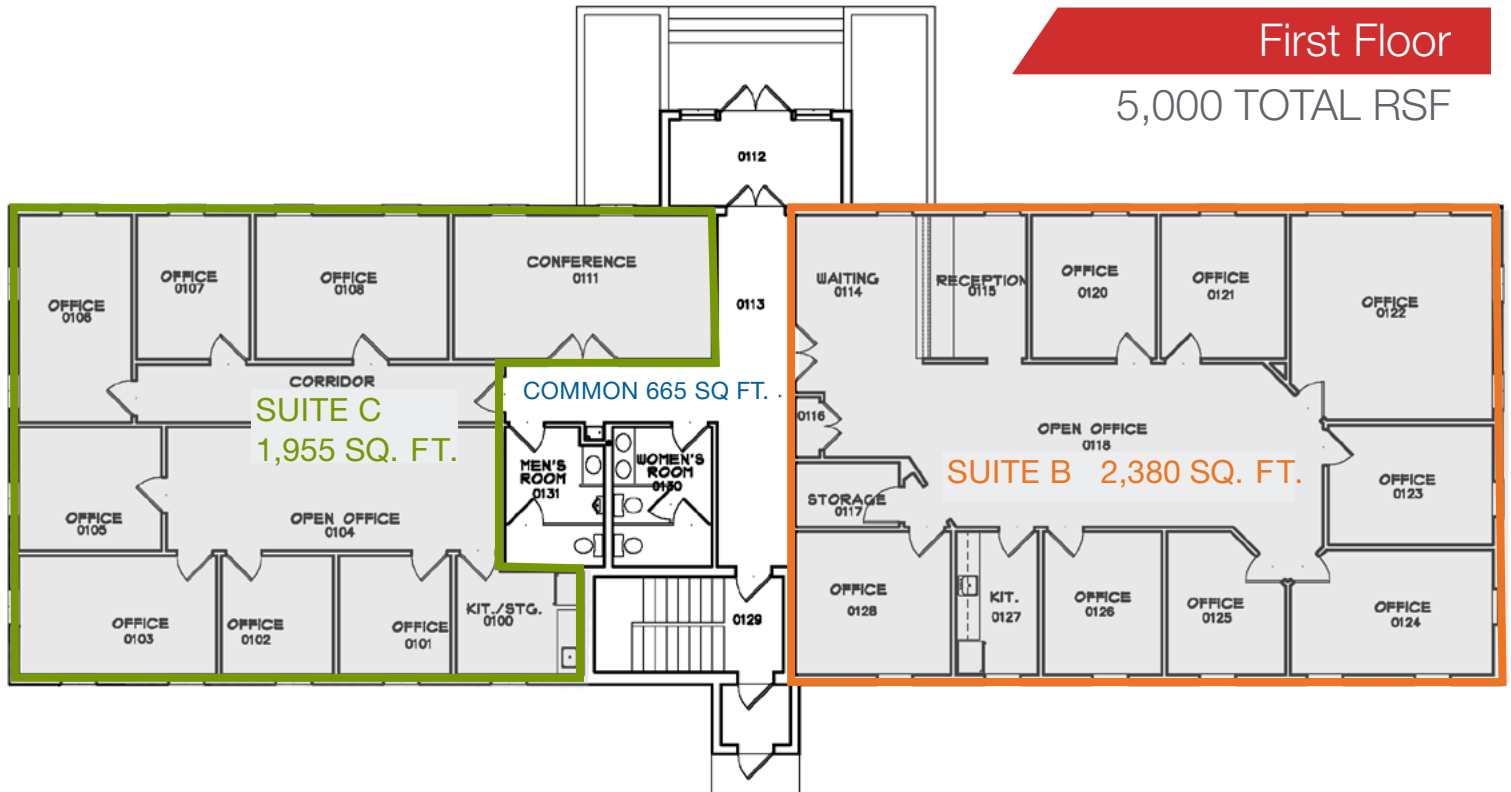 First Floor
5,000 TOTAL RSF
0112
OFFICE
0106
OFFICE
0107
OFFICE
0108
CONFERENCE
0111
0113
WAITING
0114
RECEPTION
0115
OFFICE
0120
OFFICE
0121
OFFICE
0122
CORRIDOR
SUITE C
1,955 SQ. FT.
COMMON 665 SQ FT.
0116
OPEN OFFICE
0118
SUITE B 2,380 SQ. FT.
MEN'S
ROOM
0131
WOMEN'S
ROOM
0130
STORAGE
0117
OFFICE
0123
OFFICE
0105
OPEN OFFICE
0104
OFFICE
0103
OFFICE
0102
OFFICE
0101
KIT./STG.
0100
0129
OFFICE
0128
KIT.
0127
OFFICE
0126
OFFICE
0125
OFFICE
0124